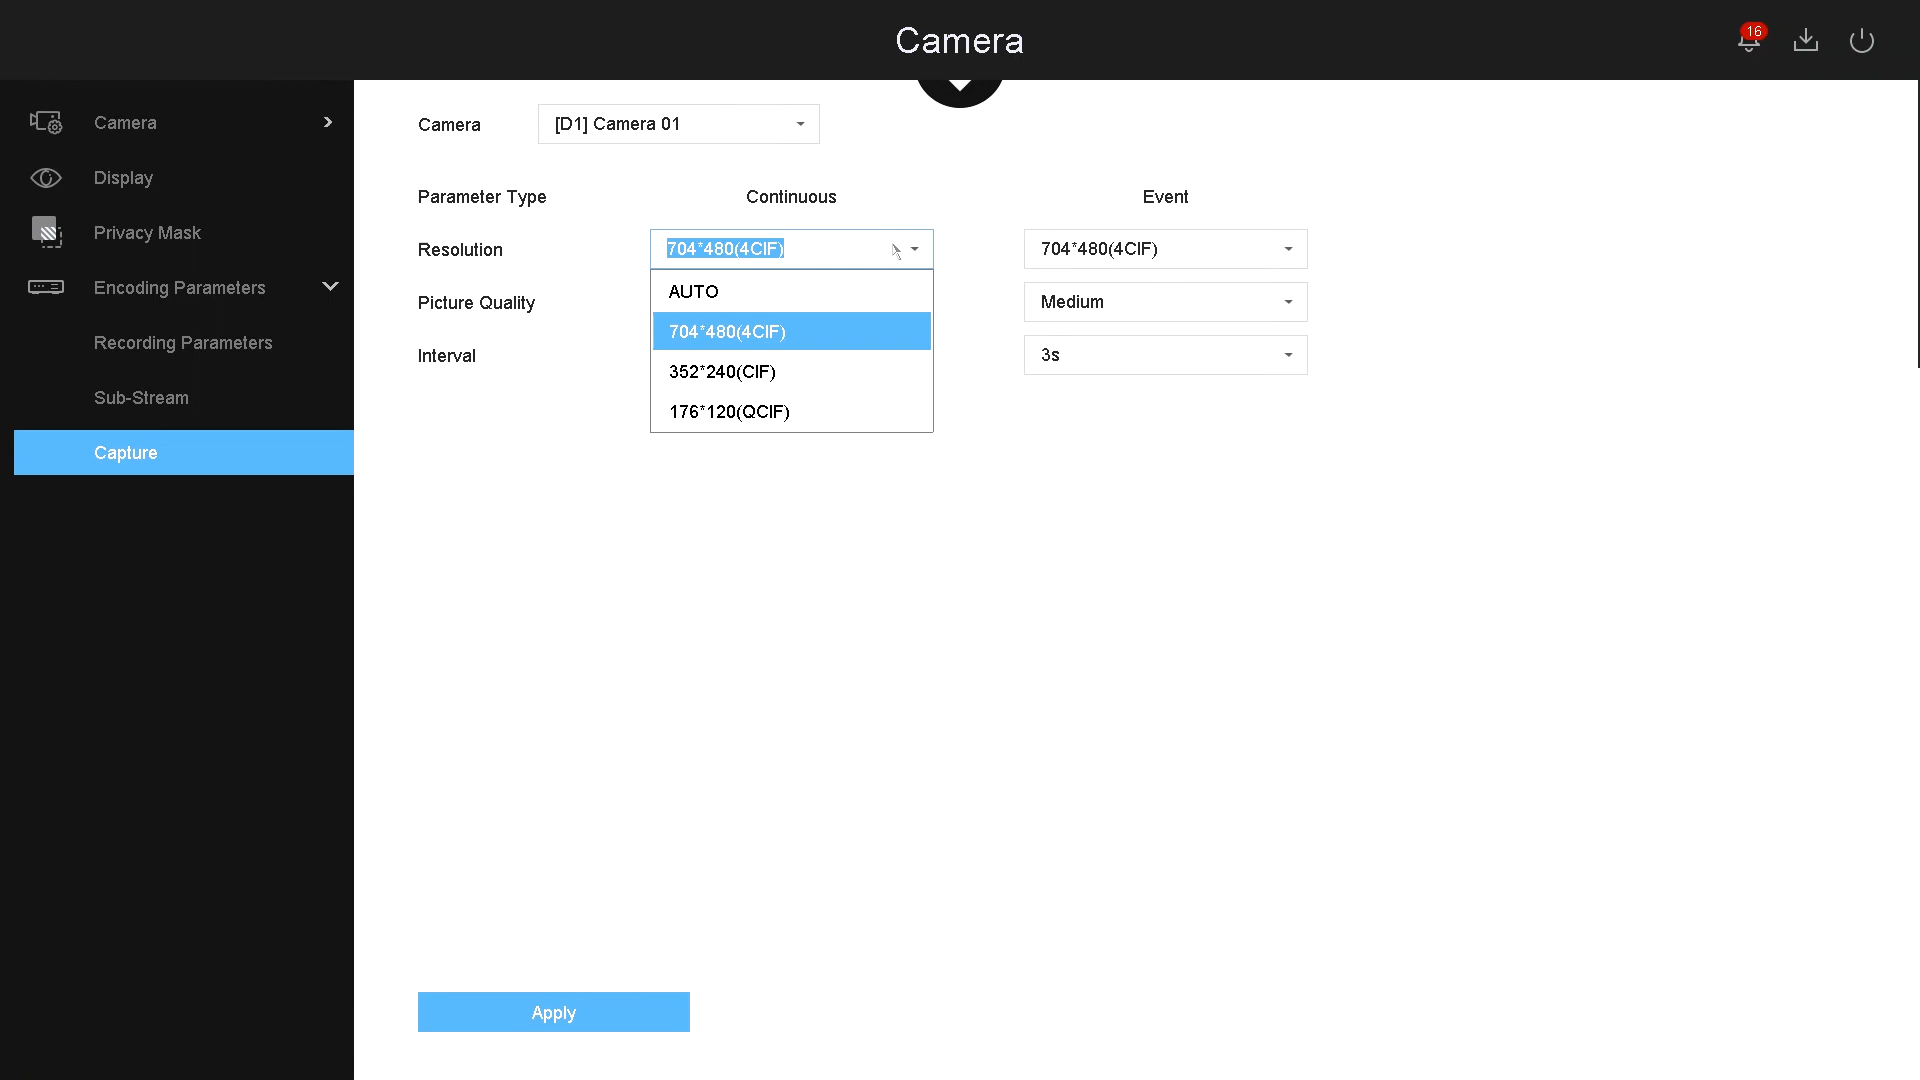 Camera
16
Camera
Display
Privacy Mask
Encoding Parameters
Recording Parameters
Sub-Stream
Capture
Camera [D1] Camera 01
Parameter Type Continuous Event
Resolution 704*480(4CIF) 704*480(4CIF)
AUTO
Picture Quality Medium
704*480(4CIF)
Interval 3s
352*240(CIF)
176*120(QCIF)
Apply